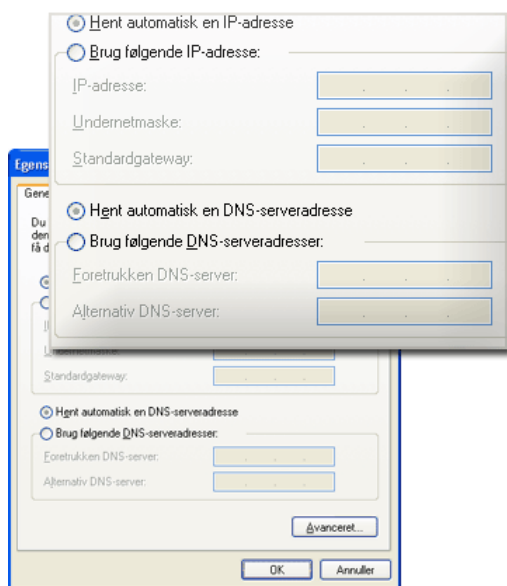 Hent automatisk en IP-adresse
Brug følgende IP-adresse:
IP-adresse:
Undernetmaske:
Standardgateway:
Hent automatisk en DNS-serveradresse
Brug følgende DNS-serveradresser:
Foretrukken DNS-server:
Alternativ DNS-server:
Egens
Gene
Du
den
få d
Undernetmaske:
Standardgateway:
Hent automatisk en DNS-serveradresse
Brug følgende DNS-serveradresser:
Foretrukken DNS-server:
Alternativ DNS-server:
Avanceret...
OK
Annuller